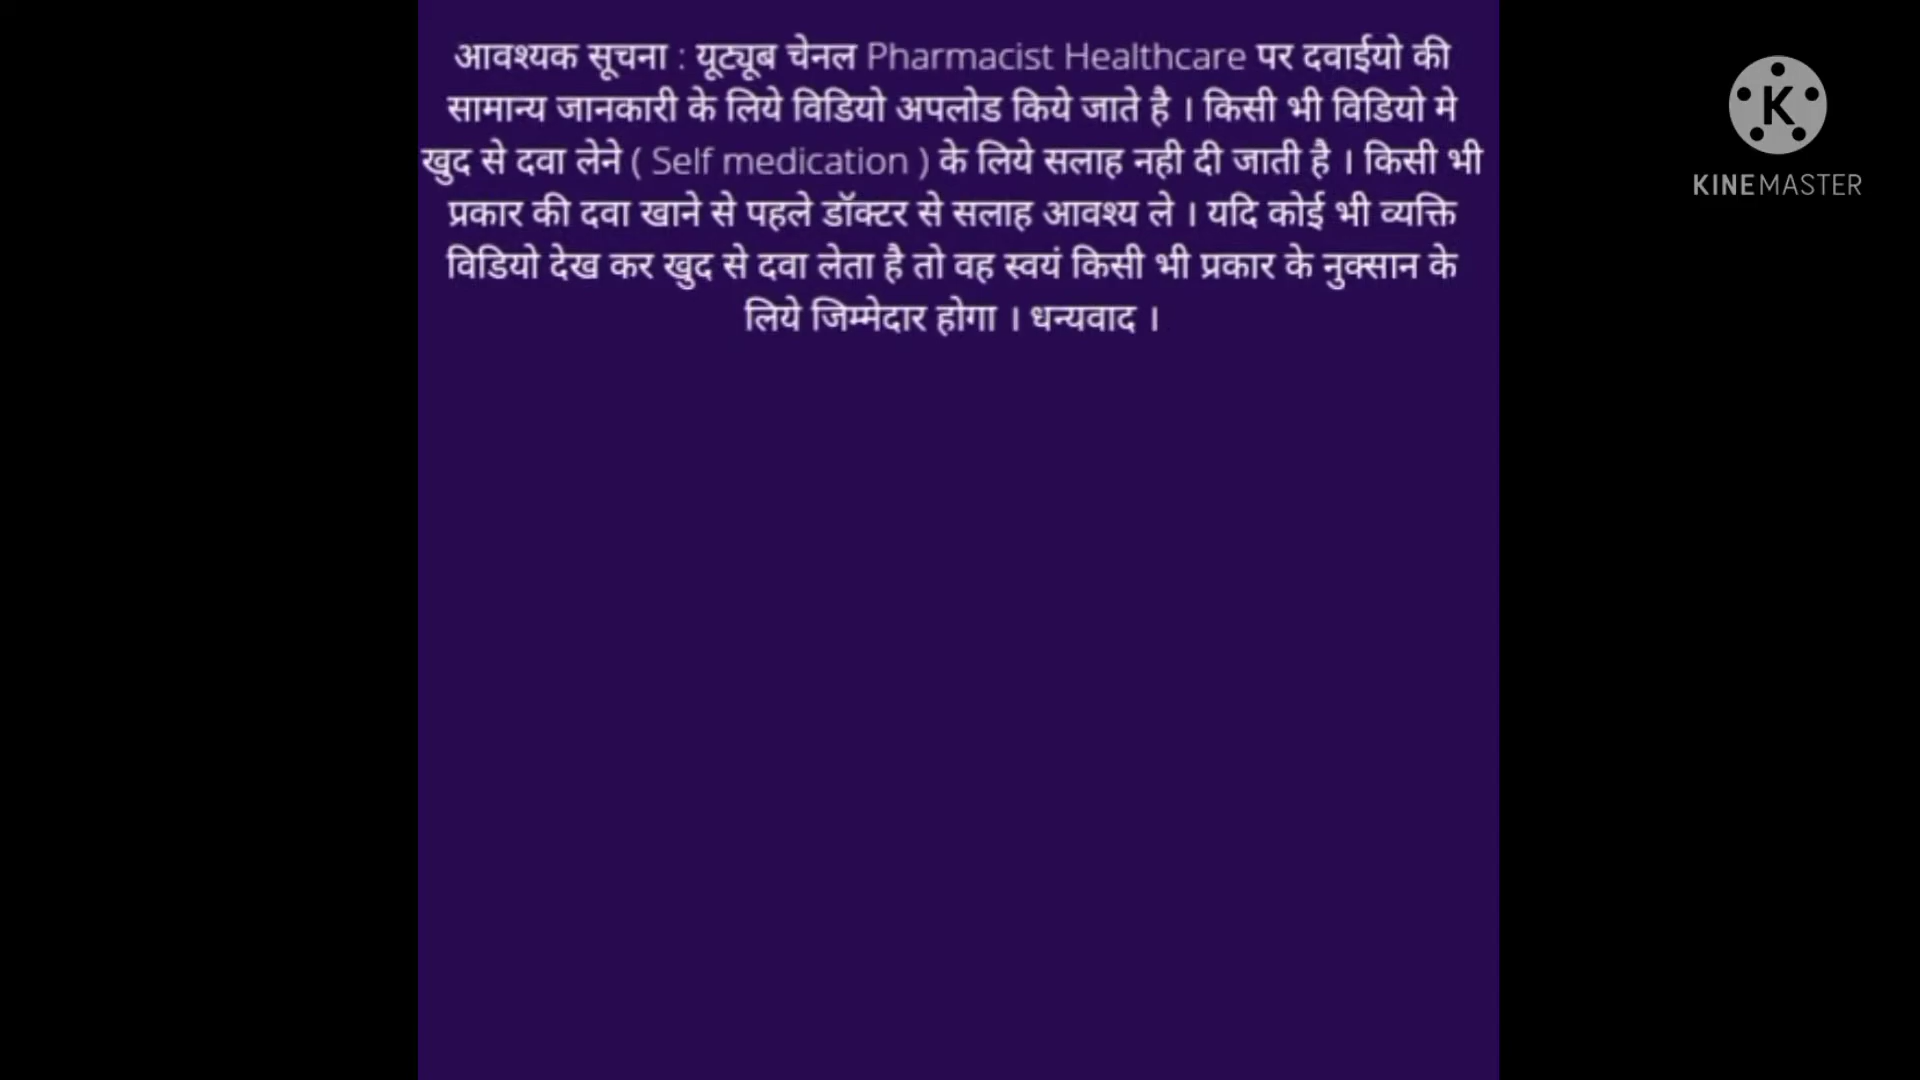 आवश्यक सूचना : यूट्यूब चेनल Pharmacist Healthcare पर दवाईयो की
सामान्य जानकारी के लिये विडियो अपलोड किये जाते है । किसी भी विडियो मे
खुद से दवा लेने ( Self medication ) के लिये सलाह नही दी जाती है । किसी भी
प्रकार की दवा खाने से पहले डॉक्टर से सलाह आवश्य ले । यदि कोई भी व्यक्ति
विडियो देख कर खुद से दवा लेता है तो वह स्वयं किसी भी प्रकार के नुक्सान के
लिये जिम्मेदार होगा । धन्यवाद ।
K
KINEMASTER